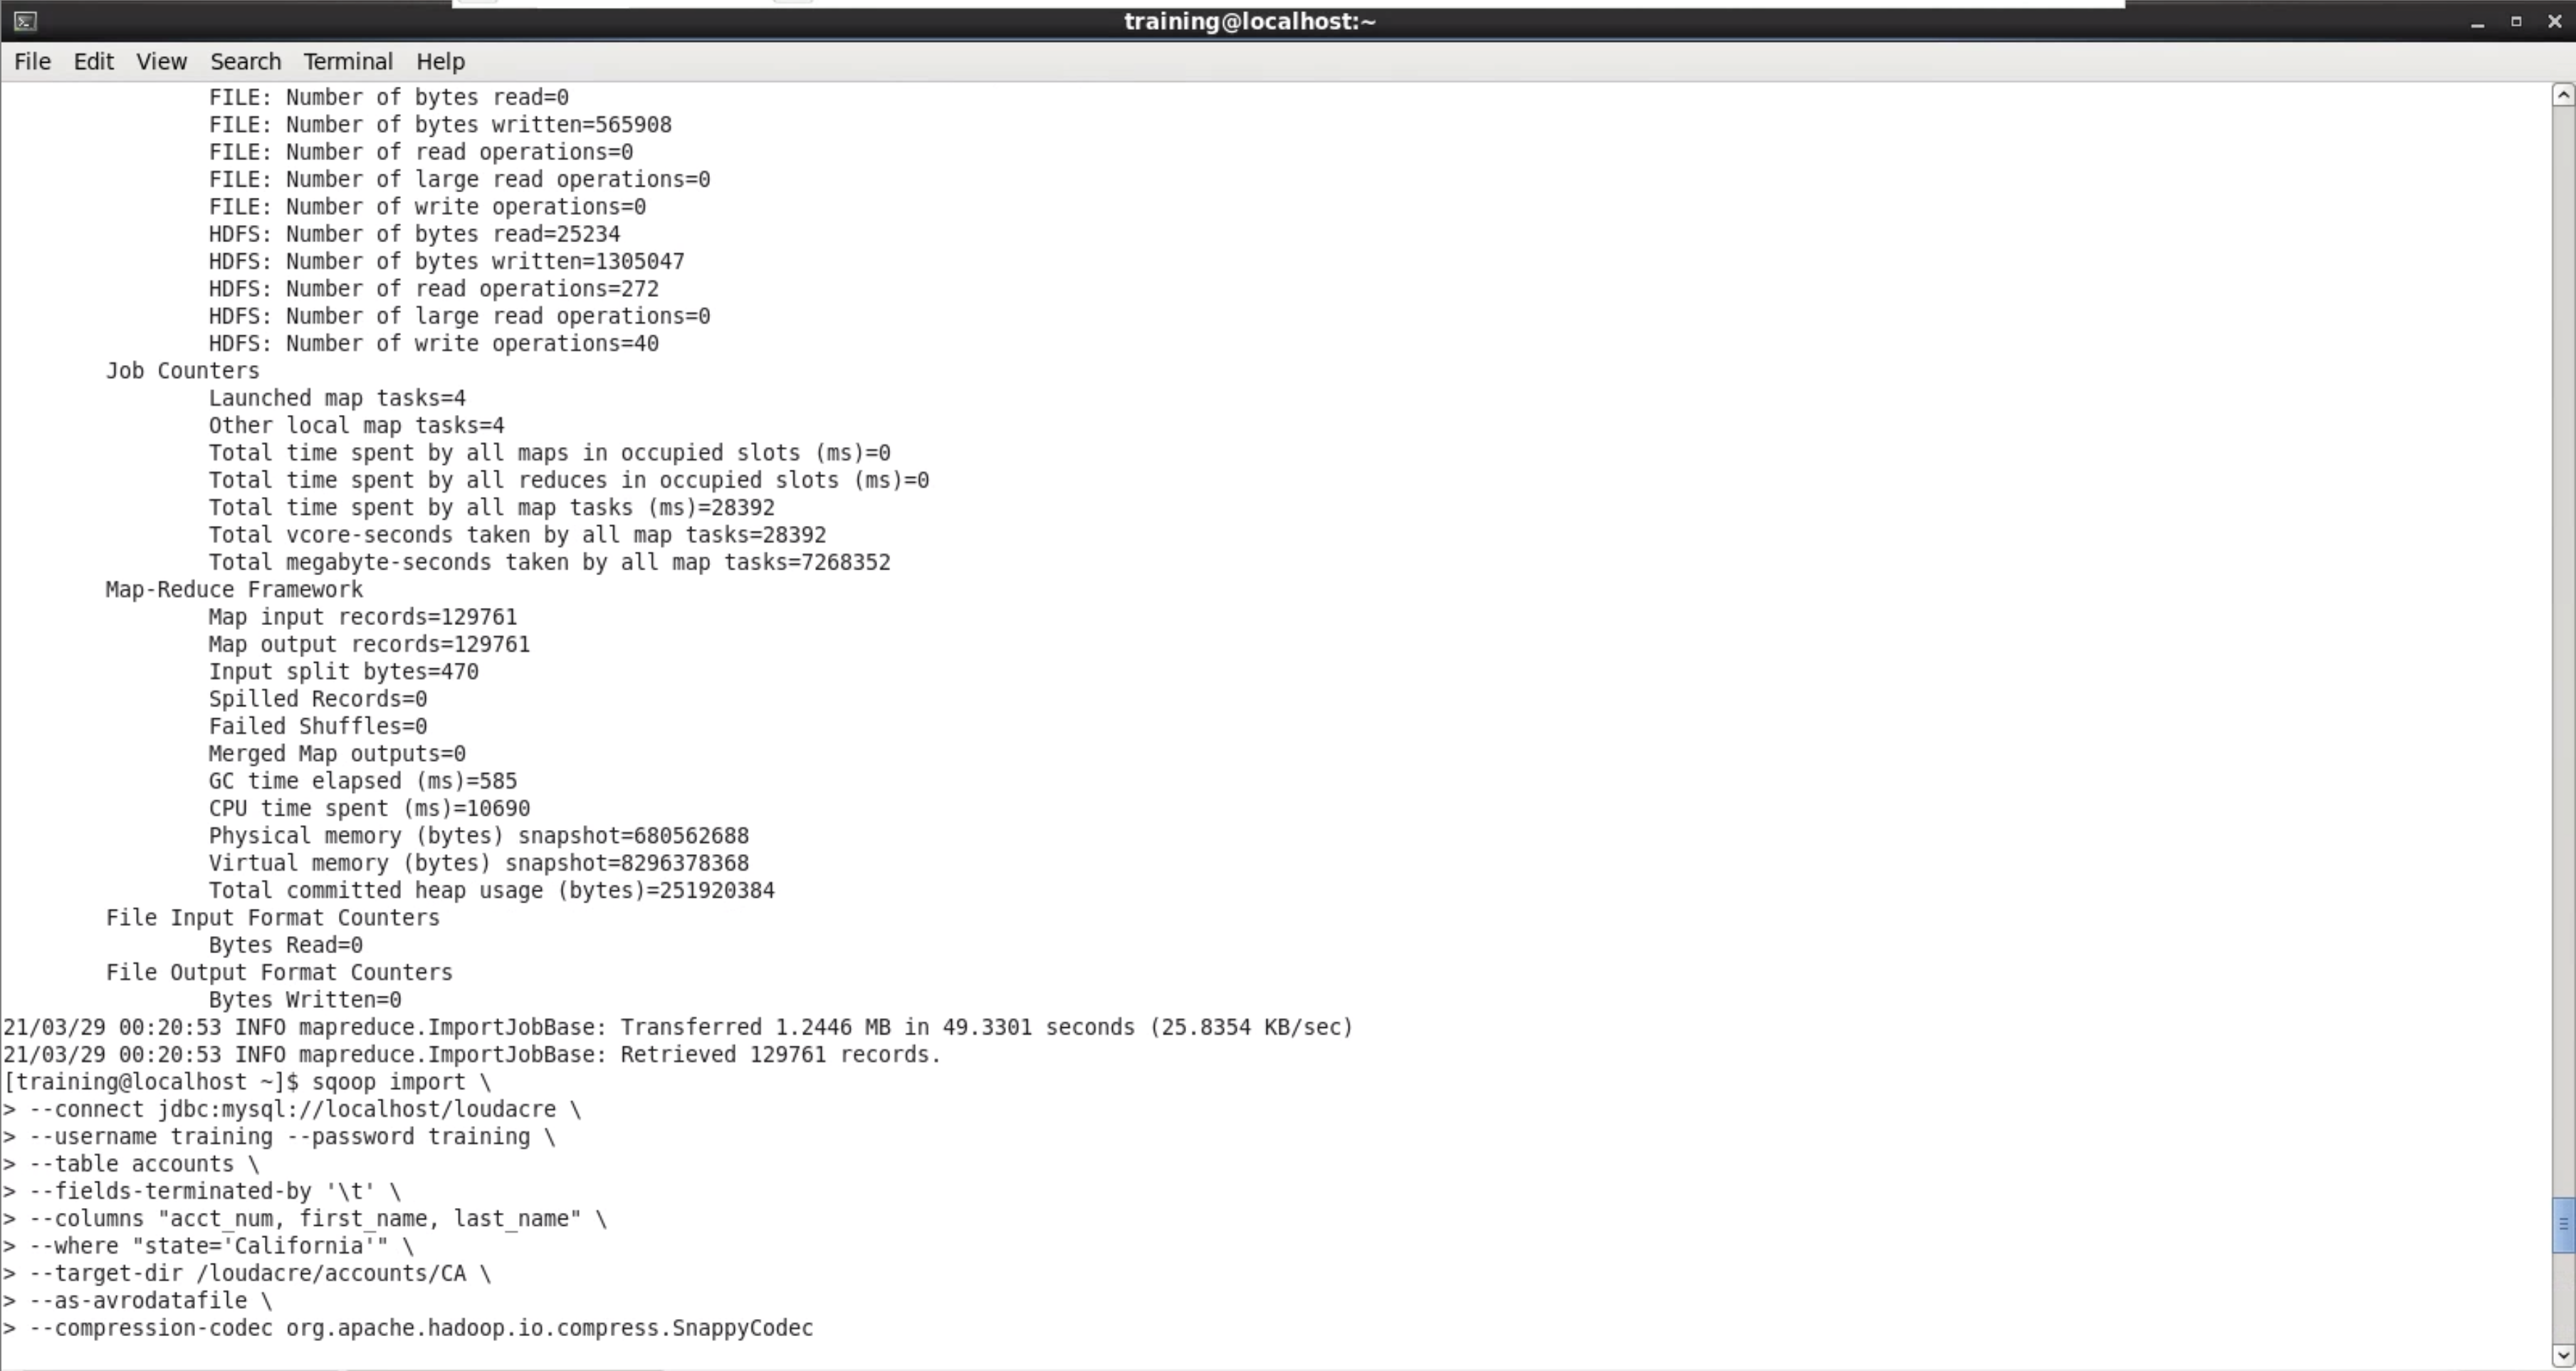 training@localhost:~
File Edit View Search Terminal Help
FILE: Number of bytes read=0
FILE: Number of bytes written=565908
FILE: Number of read operations=0
FILE: Number of large read operations=0
FILE: Number of write operations=0
HDFS: Number of bytes read=25234
HDFS: Number of bytes written=1305047
HDFS: Number of read operations=272
HDFS: Number of large read operations=0
HDFS: Number of write operations=40
Job Counters
Launched map tasks=4
Other local map tasks=4
Total time spent by all maps in occupied slots (ms)=0
Total time spent by all reduces in occupied slots (ms)=0
Total time spent by all map tasks (ms)=28392
Total vcore-seconds taken by all map tasks=28392
Total megabyte-seconds taken by all map tasks=7268352
Map-Reduce Framework
Map input records=129761
Map output records=129761
Input split bytes=470
Spilled Records=0
Failed Shuffles=0
Merged Map outputs=0
GC time elapsed (ms)=585
CPU time spent (ms)=10690
Physical memory (bytes) snapshot=680562688
Virtual memory (bytes) snapshot=8296378368
Total committed heap usage (bytes)=251920384
File Input Format Counters
Bytes Read=0
File Output Format Counters
Bytes Written=0
21/03/29 00:20:53 INFO mapreduce.ImportJobBase: Transferred 1.2446 MB in 49.3301 seconds (25.8354 KB/sec)
21/03/29 00:20:53 INFO mapreduce.ImportJobBase: Retrieved 129761 records.
[training@localhost ~]$ sqoop import \
> --connect jdbc:mysql://localhost/loudacre \
> --username training --password training \
> --table accounts \
> --fields-terminated-by '\t' \
> --columns "acct_num, first_name, last_name" \
> --where "state='California'" \
> --target-dir /loudacre/accounts/CA \
> --as-avrodatafile \
> --compression-codec org.apache.hadoop.io.compress.SnappyCodec